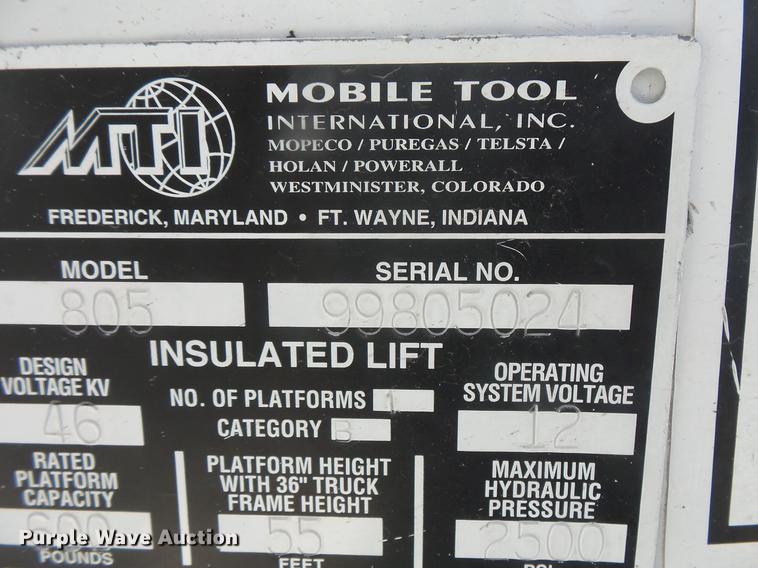 MTI
MOBILE TOOL
INTERNATIONAL, INC.
MOPECO / PUREGAS / TELSTA /
HOLAN / POWERALL
WESTMINISTER, COLORADO
FREDERICK, MARYLAND • FT. WAYNE, INDIANA
MODEL SERIAL NO.
805 99805024
INSULATED LIFT
DESIGN VOLTAGE KV
46
NO. OF PLATFORMS 1
CATEGORY B
OPERATING SYSTEM VOLTAGE
12
RATED PLATFORM CAPACITY
600
POUNDS
PLATFORM HEIGHT
WITH 36" TRUCK
FRAME HEIGHT
55
FEET
MAXIMUM HYDRAULIC PRESSURE
2500
PSI
Purple Wave Auction